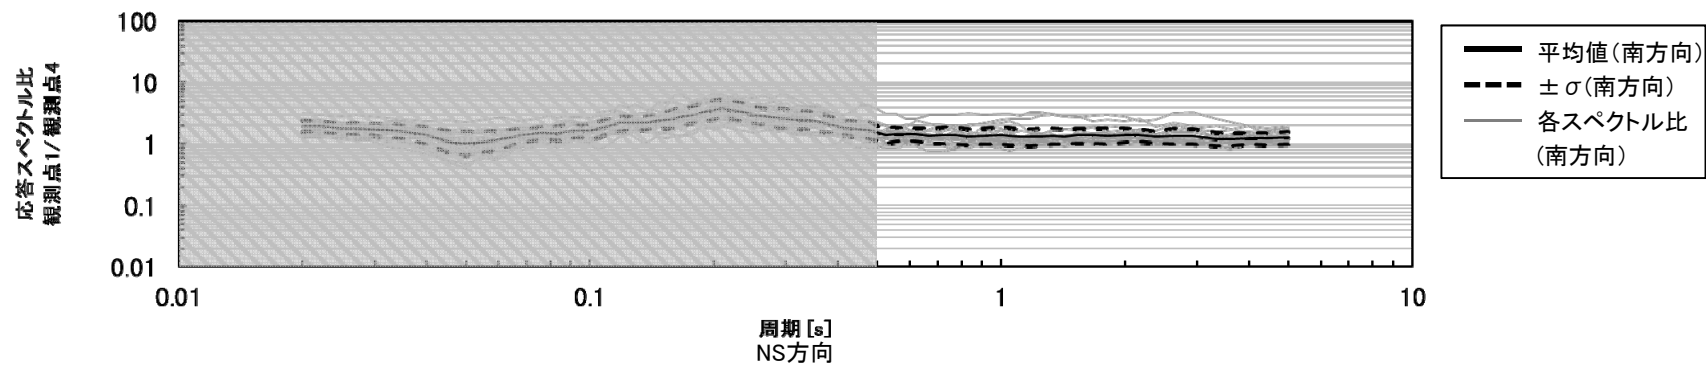 応答スペクトル比
観測点1/観測点4
100
10
1
0.1
0.01
0.01
0.1
1
10
周期[s]
NS方向
平均値(南方向)
±σ(南方向)
各スペクトル比
(南方向)